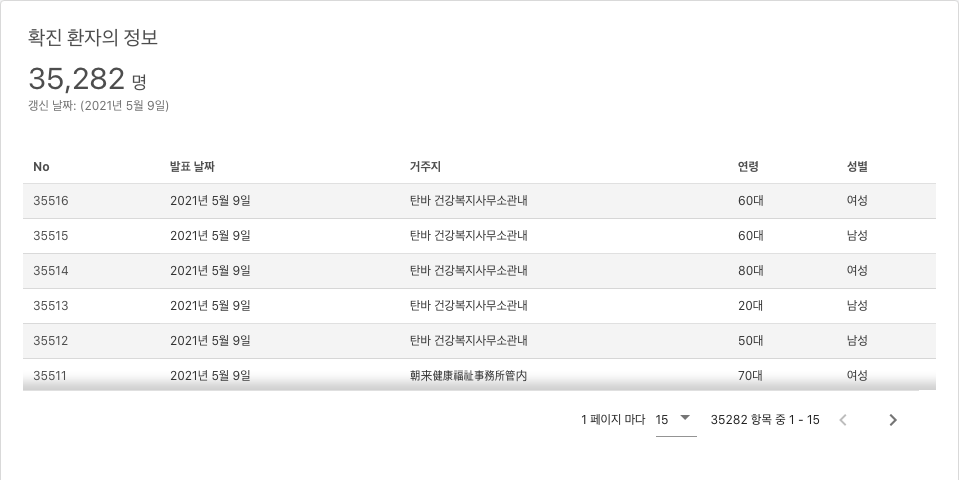 확진 환자의 정보
35,282 명
갱신 날짜: (2021년 5월 9일)
No 발표 날짜 거주지 연령 성별
35516 2021년 5월 9일 탄바 건강복지사무소관내 60대 여성
35515 2021년 5월 9일 탄바 건강복지사무소관내 60대 남성
35514 2021년 5월 9일 탄바 건강복지사무소관내 80대 여성
35513 2021년 5월 9일 탄바 건강복지사무소관내 20대 남성
35512 2021년 5월 9일 탄바 건강복지사무소관내 50대 남성
35511 2021년 5월 9일 朝来健康福祉事務所管内 70대 여성
1 페이지 마다 15 35282 항목 중 1 - 15